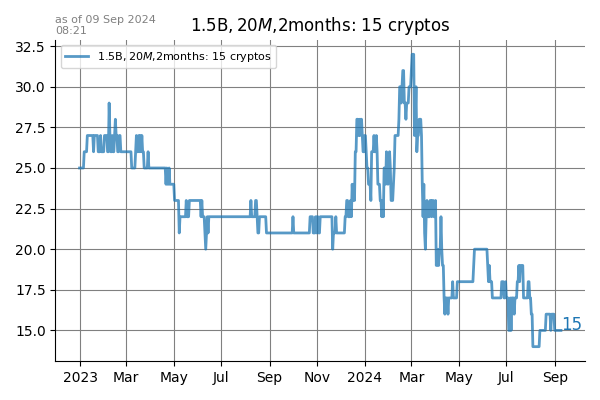 as of 09 Sep 2024
08:21
1.5B, 20M,2months: 15 cryptos
1.5B, 20M,2months: 15 cryptos
32.5
30.0
27.5
25.0
22.5
20.0
17.5
15.0
15
2023 Mar May Jul Sep Nov 2024 Mar May Jul Sep